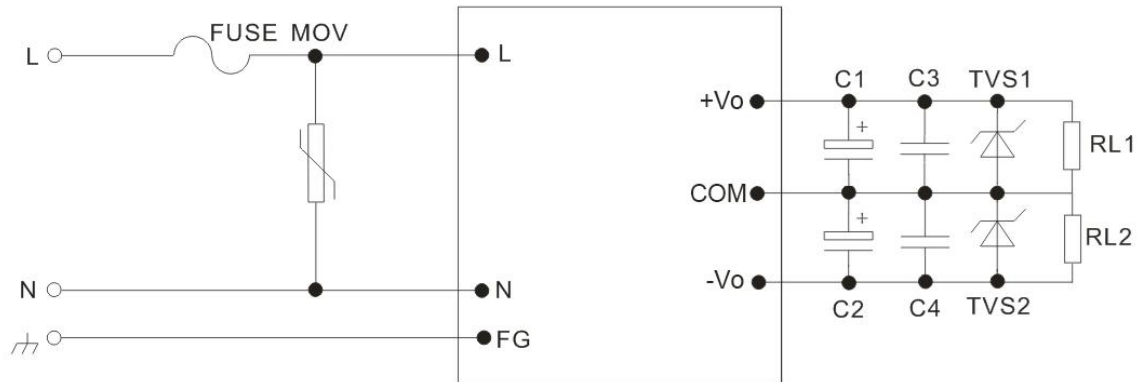 FUSE MOV
L
L
C1 C3 TVS1
+Vo
+
RL1
COM
+
RL2
N
N
-Vo
C2 C4 TVS2
FG